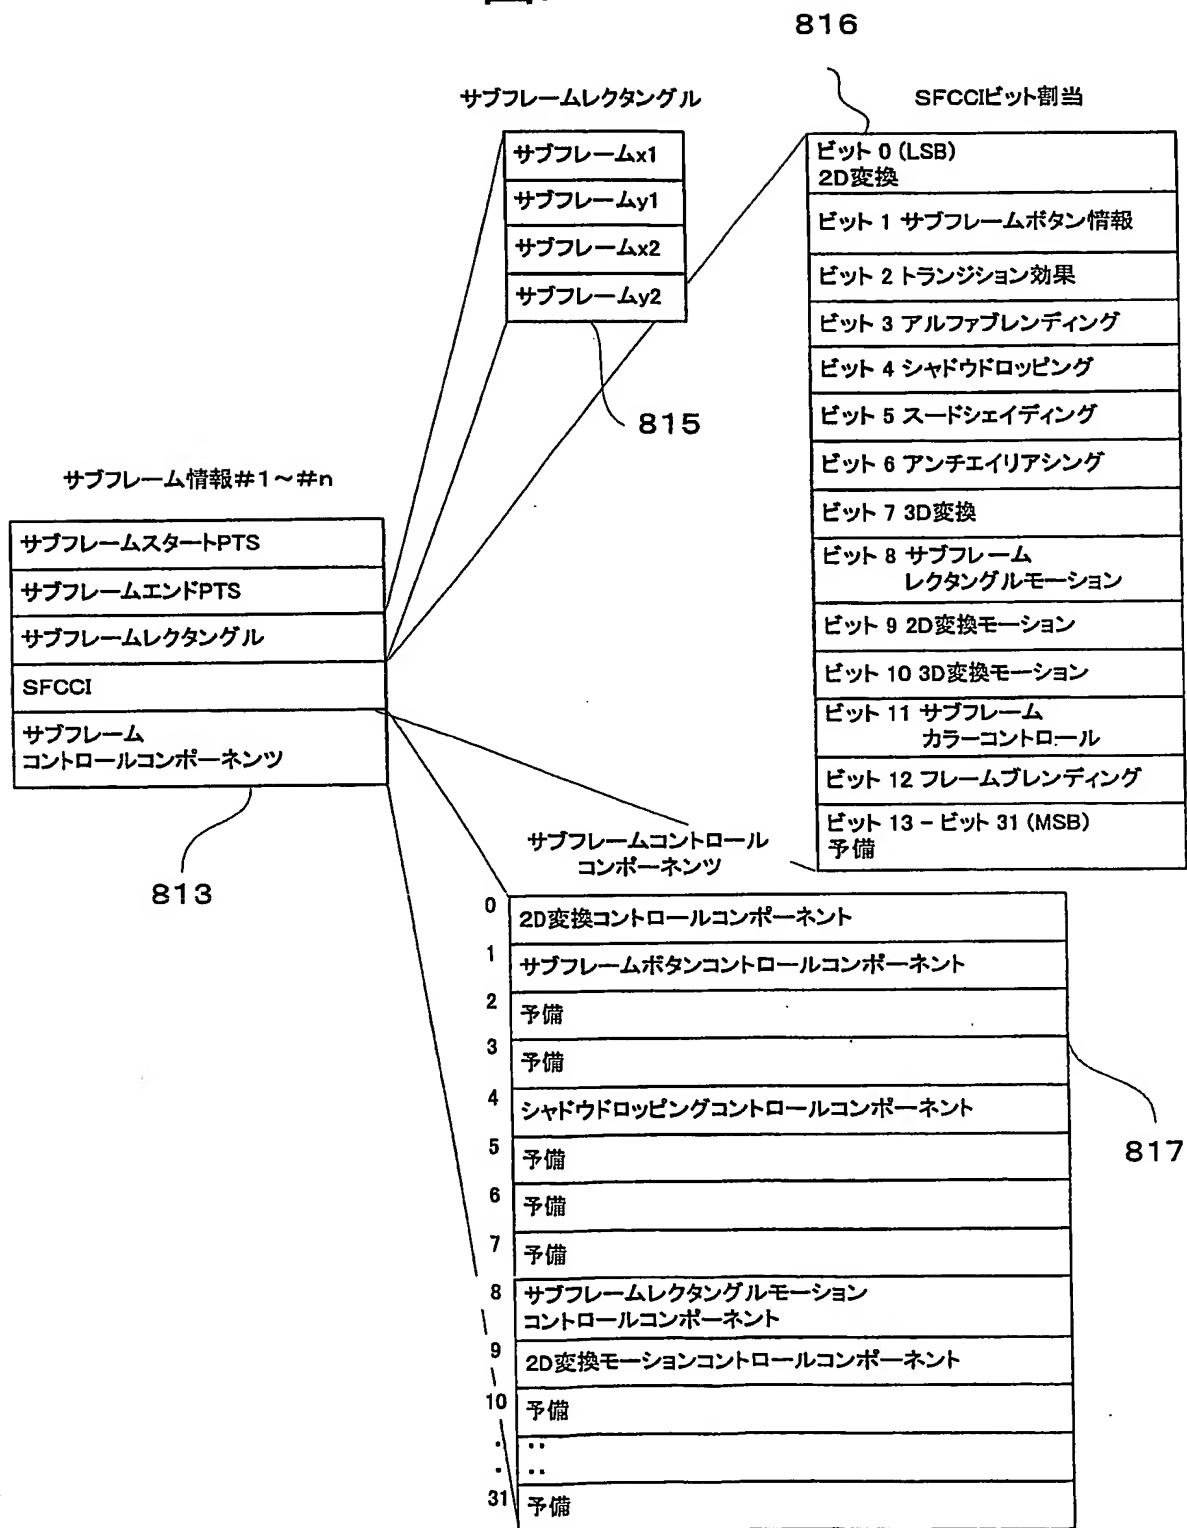 816
サブフレームレクタングル
SFCCIビット割当
サブフレームx1
サブフレームy1
サブフレームx2
サブフレームy2
815
ビット 0 (LSB)
2D変換
ビット 1 サブフレームボタン情報
ビット 2 トランジション効果
ビット 3 アルファブレンディング
ビット 4 シャドウドロッピング
ビット 5 スードシェイディング
ビット 6 アンチエイリアシング
ビット 7 3D変換
ビット 8 サブフレーム
レクタングルモーション
ビット 9 2D変換モーション
ビット 10 3D変換モーション
ビット 11 サブフレーム
カラーコントロール
ビット 12 フレームブレンディング
ビット 13 − ビット 31 (MSB)
予備
サブフレーム情報#1~#n
サブフレームスタートPTS
サブフレームエンドPTS
サブフレームレクタングル
SFCCI
サブフレーム
コントロールコンポーネンツ
813
サブフレームコントロール
コンポーネンツ
0 2D変換コントロールコンポーネント
1 サブフレームボタンコントロールコンポーネント
2 予備
3 予備
4 シャドウドロッピングコントロールコンポーネント
5 予備
6 予備
7 予備
8 サブフレームレクタングルモーション
コントロールコンポーネント
9 2D変換モーションコントロールコンポーネント
10 予備
. ..
. ..
31 予備
817